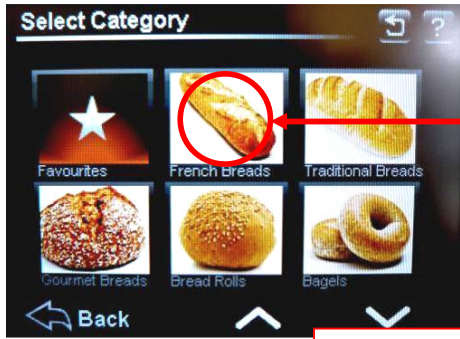 Select Category
?
Favourites French Breads Traditional Breads
Gourmet Breads Bread Rolls Bagels
Back